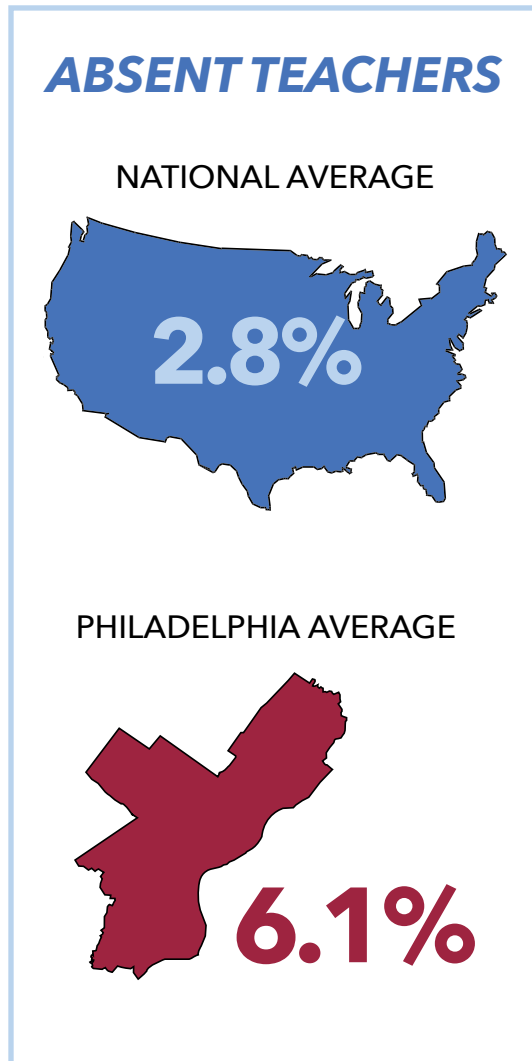 ABSENT TEACHERS
NATIONAL AVERAGE
2.8%
PHILADELPHIA AVERAGE
6.1%